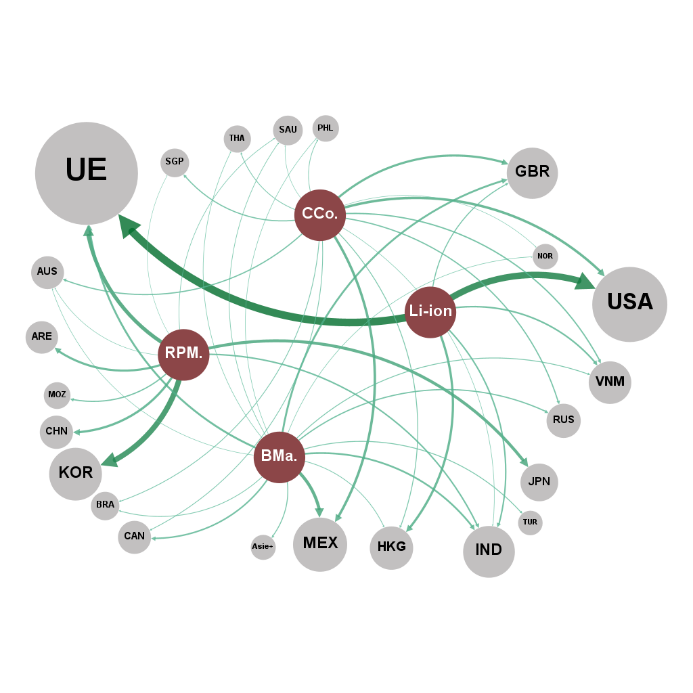 PHL
SAU
THA
SGP
UE
GBR
CCo.
NOR
AUS
USA
Li-ion
ARE
RPM.
VNM
MOZ
RUS
CHN
BMa.
KOR
JPN
BRA
TUR
CAN
Asie+
MEX
HKG
IND